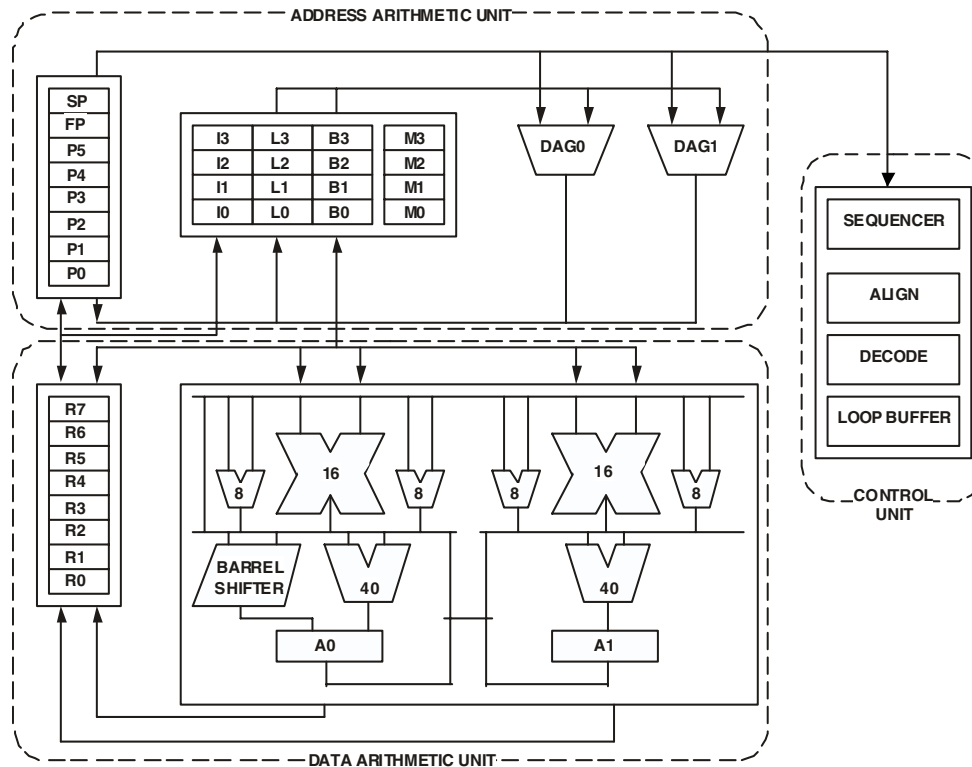 ADDRESS ARITHMETIC UNIT
SP
FP
P5
P4
P3
P2
P1
P0
I3 L3 B3 M3
I2 L2 B2 M2
I1 L1 B1 M1
I0 L0 B0 M0
DAG0
DAG1
SEQUENCER
ALIGN
DECODE
LOOP BUFFER
CONTROL
UNIT
R7
R6
R5
R4
R3
R2
R1
R0
8
16
8
8
16
8
BARREL
SHIFTER
40
40
A0
A1
DATA ARITHMETIC UNIT